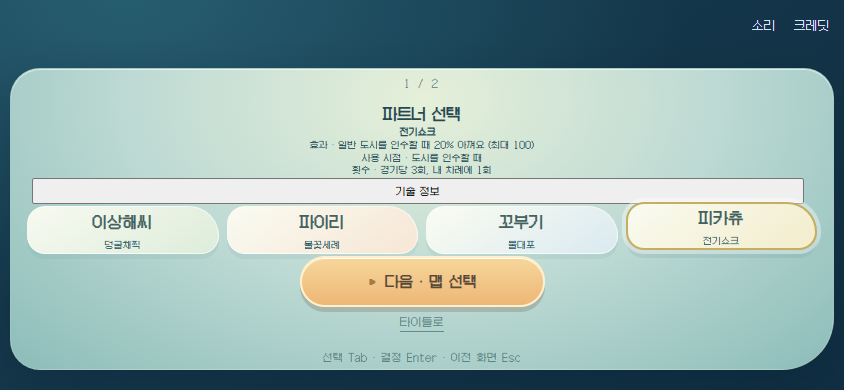 소리 크레딧
1 / 2
파트너 선택
전기쇼크
효과 · 일반 도시를 인수할 때 20% 아껴요 (최대 100)
사용 시점 · 도시를 인수할 때
횟수 · 경기당 3회, 내 차례에 1회
기술 정보
이상해씨 파이리 꼬부기 피카츄
덩굴채찍 불꽃세례 물대포 전기쇼크
▶ 다음 · 맵 선택
타이틀로
선택 Tab · 결정 Enter · 이전 화면 Esc